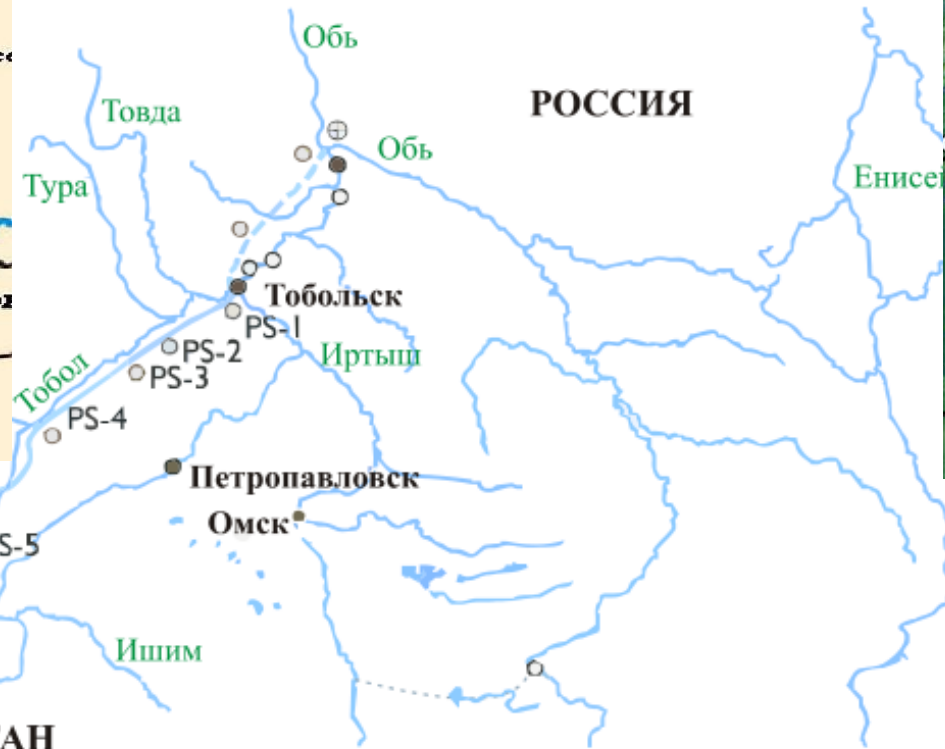 Обь
РОССИЯ
Товда
Обь
Тура
Енисей
Тобольск
PS-1
PS-2
Иртыш
PS-3
Тобол
PS-4
Петропавловск
Омск
S-5
Ишим
АН